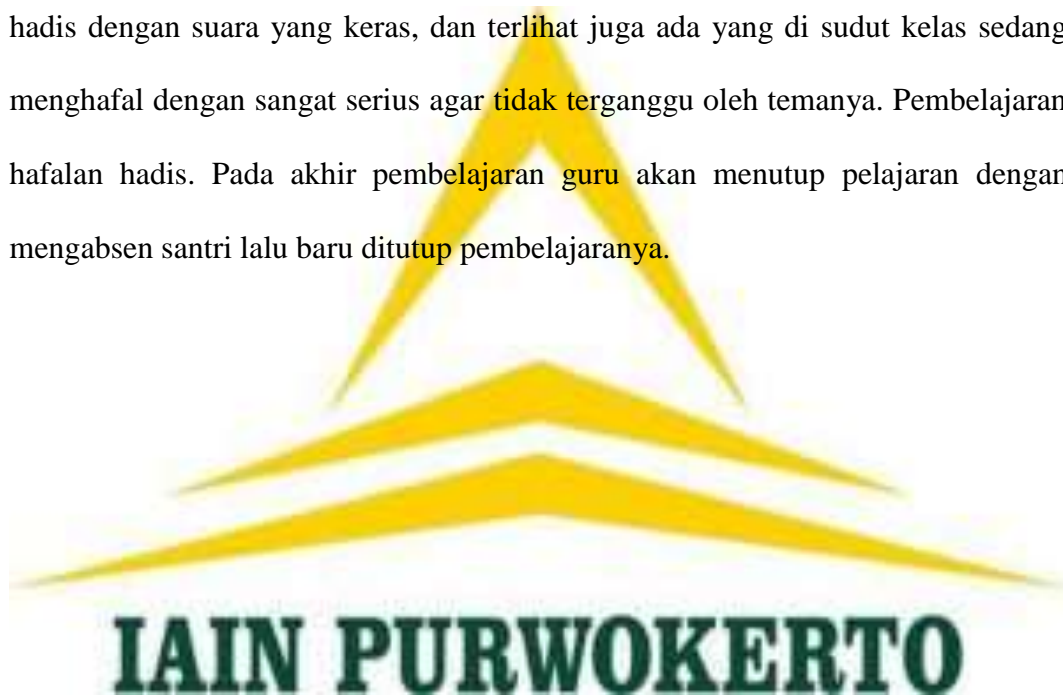 hadis dengan suara yang keras, dan terlihat juga ada yang di sudut kelas sedang
menghafal dengan sangat serius agar tidak terganggu oleh temanya. Pembelajaran
hafalan hadis. Pada akhir pembelajaran guru akan menutup pelajaran dengan
mengabsen santri lalu baru ditutup pembelajaranya.
IAIN PURWOKERTO